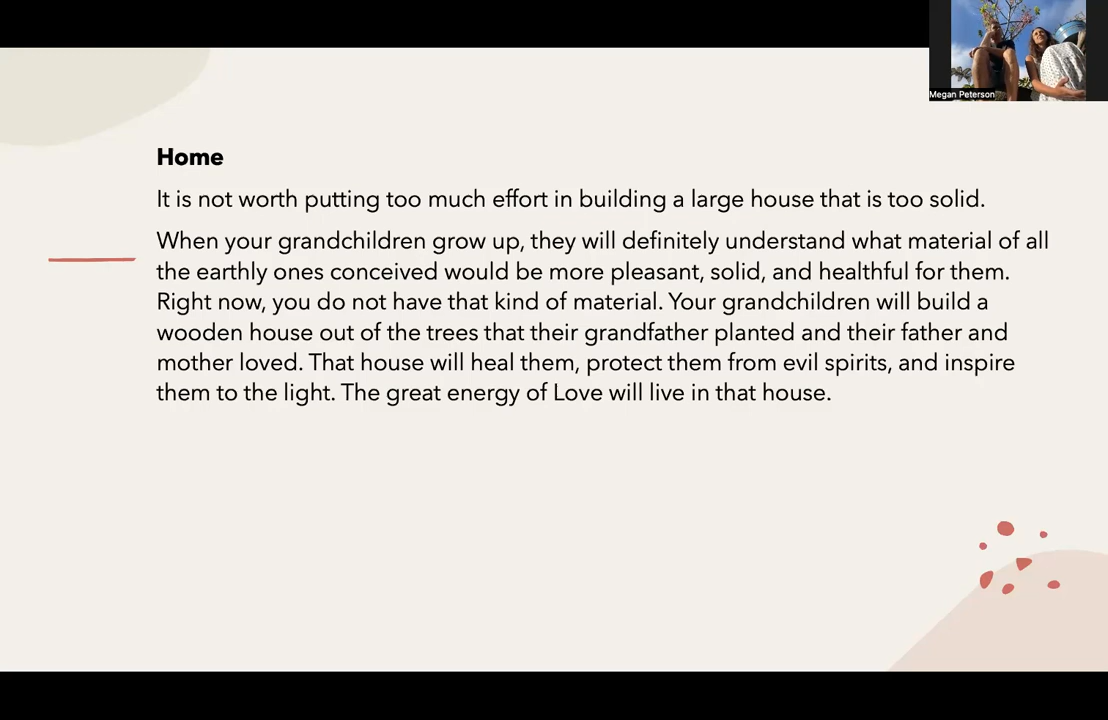 Megan Peterson
Home
It is not worth putting too much effort in building a large house that is too solid.
When your grandchildren grow up, they will definitely understand what material of all
the earthly ones conceived would be more pleasant, solid, and healthful for them.
Right now, you do not have that kind of material. Your grandchildren will build a
wooden house out of the trees that their grandfather planted and their father and
mother loved. That house will heal them, protect them from evil spirits, and inspire
them to the light. The great energy of Love will live in that house.